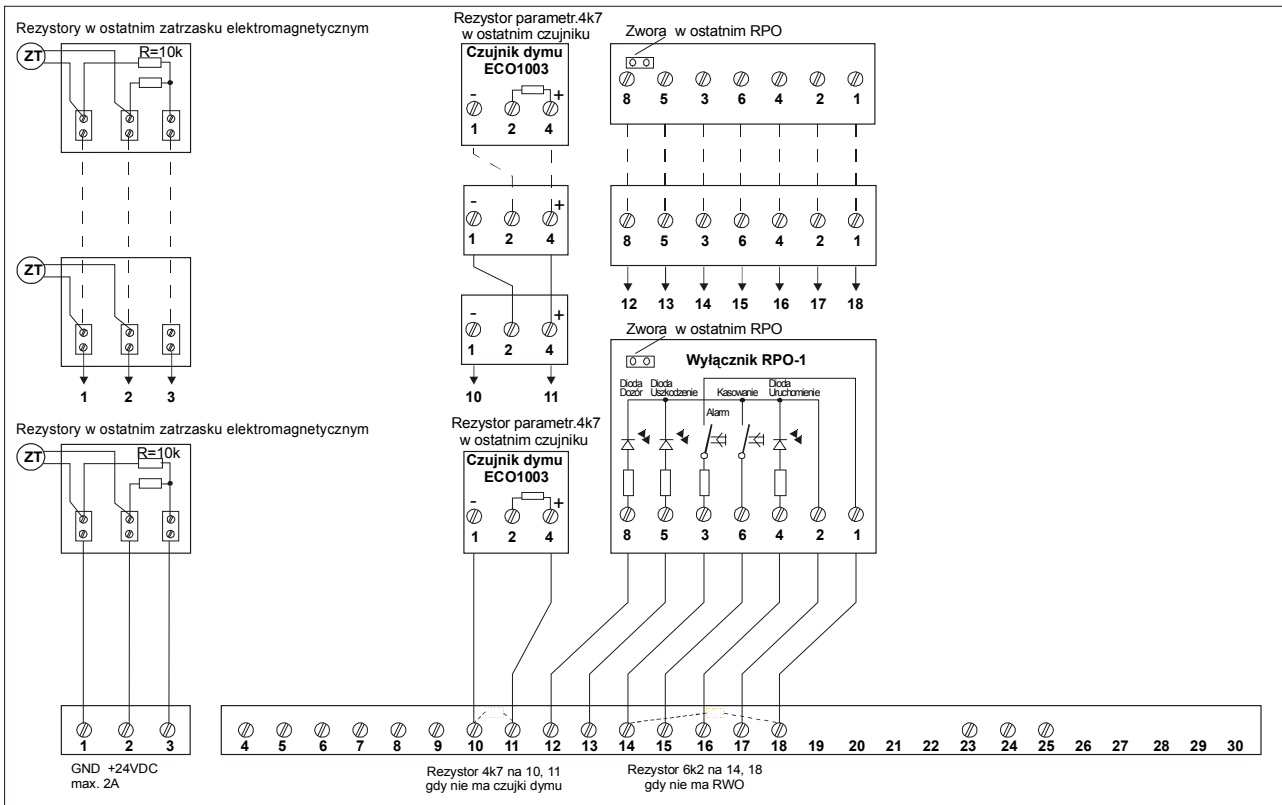 Rezystory w ostatnim zatrzasku elektromagnetycznym
ZT
R=10k
ZT
1 2 3
Rezystory w ostatnim zatrzasku elektromagnetycznym
ZT
R=10k
1 2 3
GND +24VDC
max. 2A
Rezystor parametr.4k7
w ostatnim czujniku
Czujnik dymu
ECO1003
- +
1 2 4
- +
1 2 4
- +
1 2 4
10 11
Rezystor parametr.4k7
w ostatnim czujniku
Czujnik dymu
ECO1003
- +
1 2 4
Zwora w ostatnim RPO
8 5 3 6 4 2 1
8 5 3 6 4 2 1
12 13 14 15 16 17 18
Zwora w ostatnim RPO
Wyłącznik RPO-1
Dioda
Dozór
Dioda
Uszkodzenie
Alarm
Kasowanie
Dioda
Uruchomienie
8 5 3 6 4 2 1
4 5 6 7 8 9 10 11 12 13 14 15 16 17 18 19 20 21 22 23 24 25 26 27 28 29 30
Rezystor 4k7 na 10, 11
gdy nie ma czujki dymu
Rezystor 6k2 na 14, 18
gdy nie ma RWO